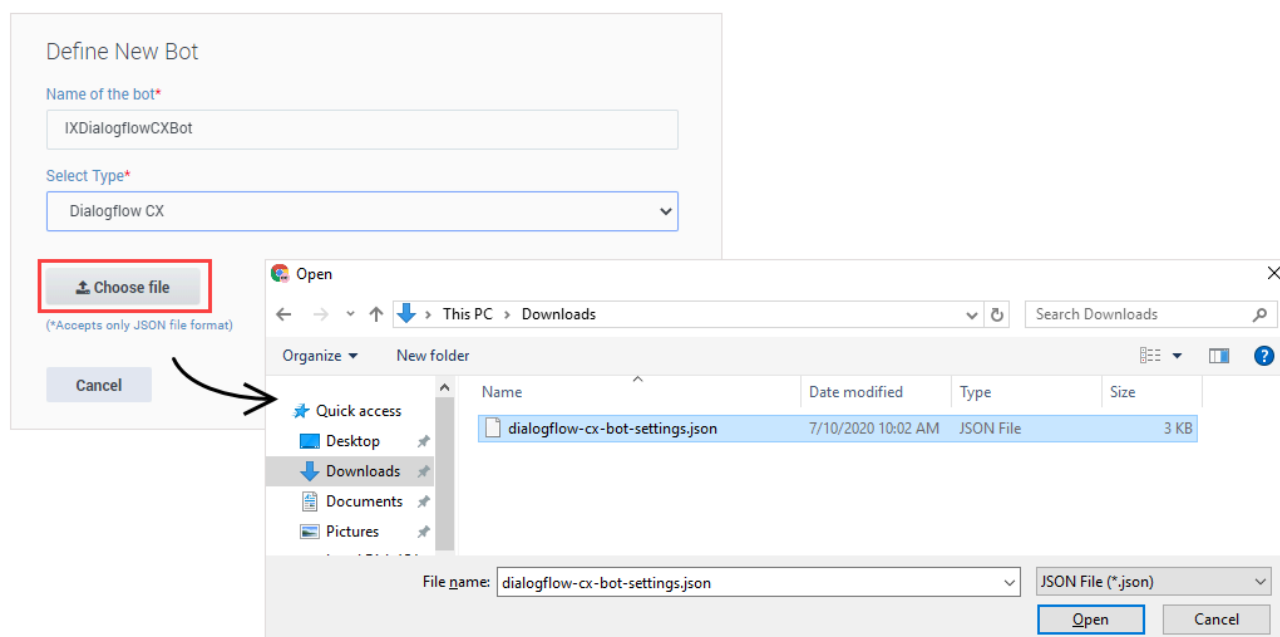 Define New Bot
Name of the bot*
IXDialogflowCXBot
Select Type*
Dialogflow CX
Choose file
(*Accepts only JSON file format)
Cancel
Open
This PC > Downloads
Search Downloads
Organize
New folder
Name
Date modified
Type
Size
Quick access
Desktop
Downloads
Documents
Pictures
dialogflow-cx-bot-settings.json 7/10/2020 10:02 AM JSON File 3 KB
File name: dialogflow-cx-bot-settings.json
JSON File (*.json)
Open
Cancel